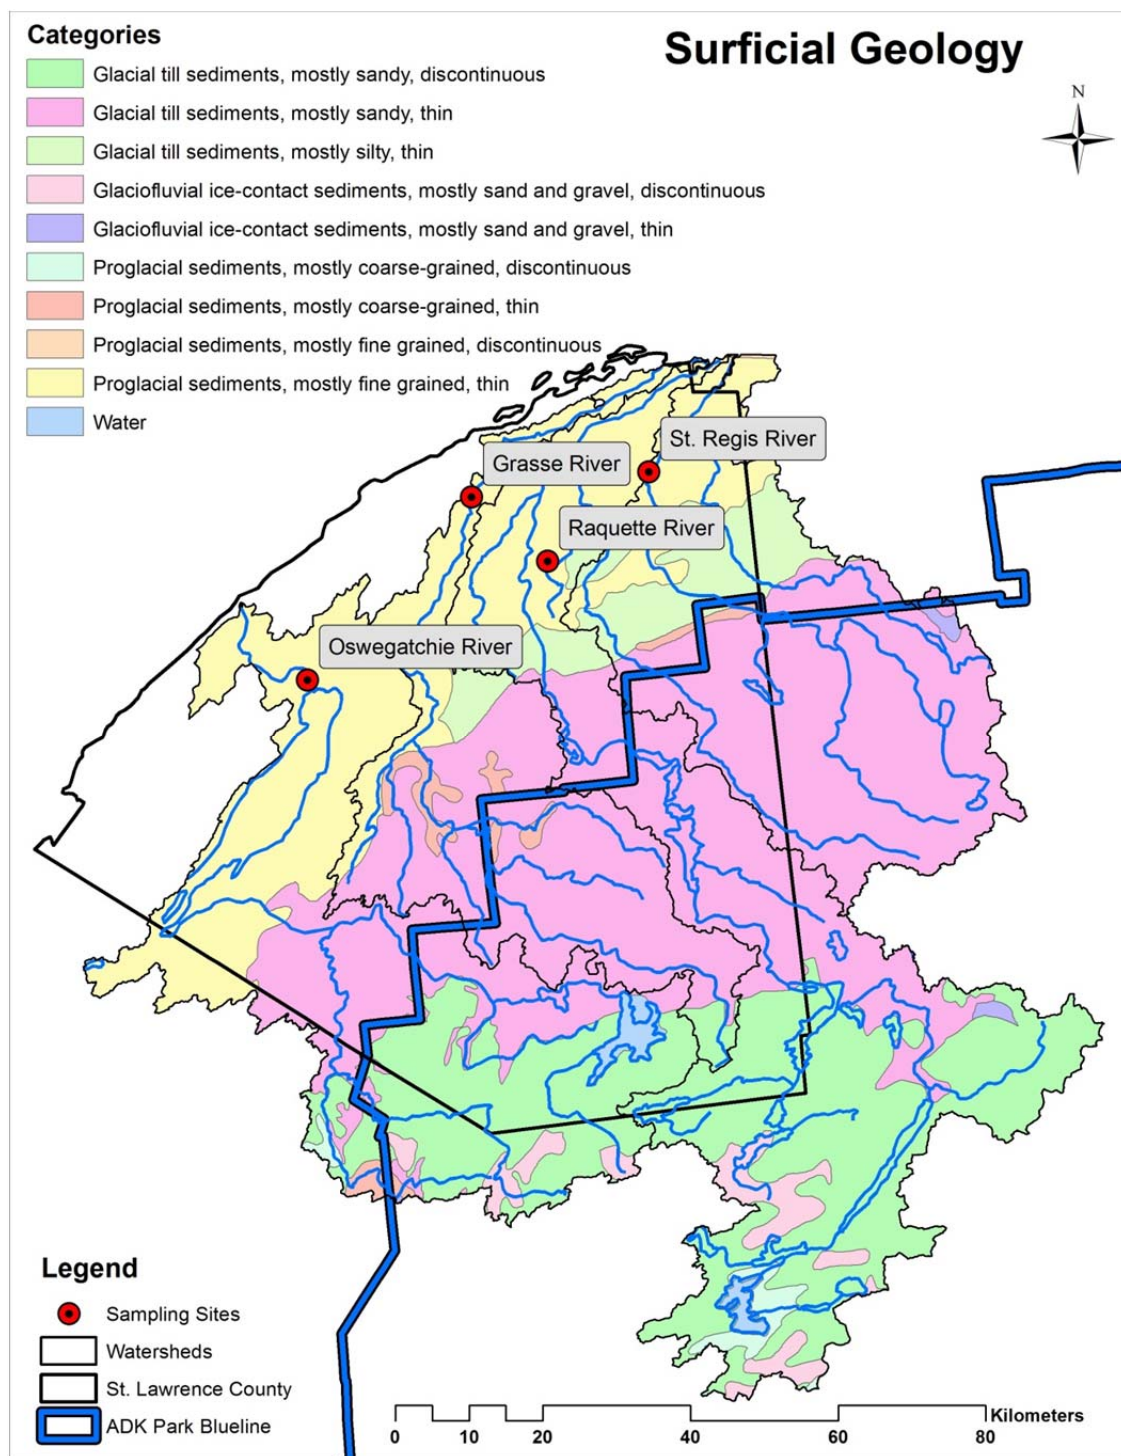 Surficial Geology
Categories
Glacial till sediments, mostly sandy, discontinuous
Glacial till sediments, mostly sandy, thin
Glacial till sediments, mostly silty, thin
Glaciofluvial ice-contact sediments, mostly sand and gravel, discontinuous
Glaciofluvial ice-contact sediments, mostly sand and gravel, thin
Proglacial sediments, mostly coarse-grained, discontinuous
Proglacial sediments, mostly coarse-grained, thin
Proglacial sediments, mostly fine grained, discontinuous
Proglacial sediments, mostly fine grained, thin
Water
N
St. Regis River
Grasse River
Raquette River
Oswegatchie River
Legend
Sampling Sites
Watersheds
St. Lawrence County
ADK Park Blueline
Kilometers
0 10 20 40 60 80